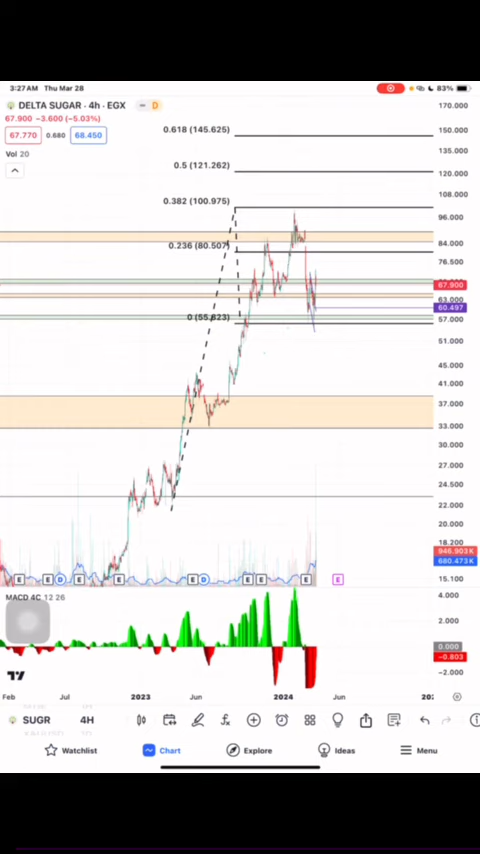 3:27AM Thu Mar 28
83%
DELTA SUGAR · 4h · EGX
D
67.900 −3.600 (−5.03%)
67.770 0.680 68.450
Vol 20
170.000
150.000
135.000
120.000
108.000
96.000
84.000
76.500
67.900
63.000
60.497
57.000
51.000
45.000
41.000
37.000
33.000
30.000
27.000
24.500
22.000
20.000
18.200
946.903K
680.473K
15.100
0.618 (145.625)
0.5 (121.262)
0.382 (100.975)
0.236 (80.507)
0 (55.823)
E E D E E E D E E E E
MACD 4C 12 26
4.000
2.000
0.000
−0.803
−2.000
Feb Jul 2023 Jun 2024 Jun
SUGR 4H
Watchlist Chart Explore Ideas Menu